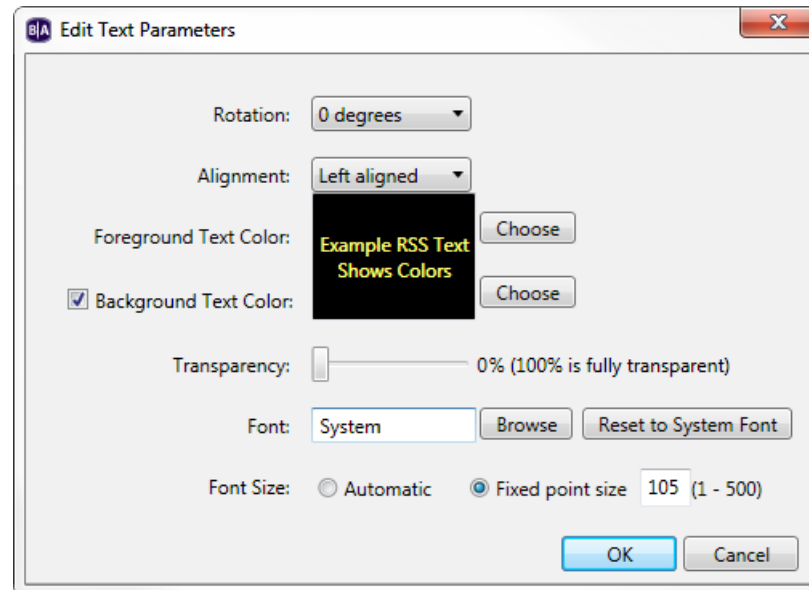 B|A Edit Text Parameters
Rotation: 0 degrees
Alignment: Left aligned
Foreground Text Color: Choose
Example RSS Text
Shows Colors
Background Text Color: Choose
Transparency: 0% (100% is fully transparent)
Font: System Browse Reset to System Font
Font Size: Automatic Fixed point size 105 (1 - 500)
OK Cancel